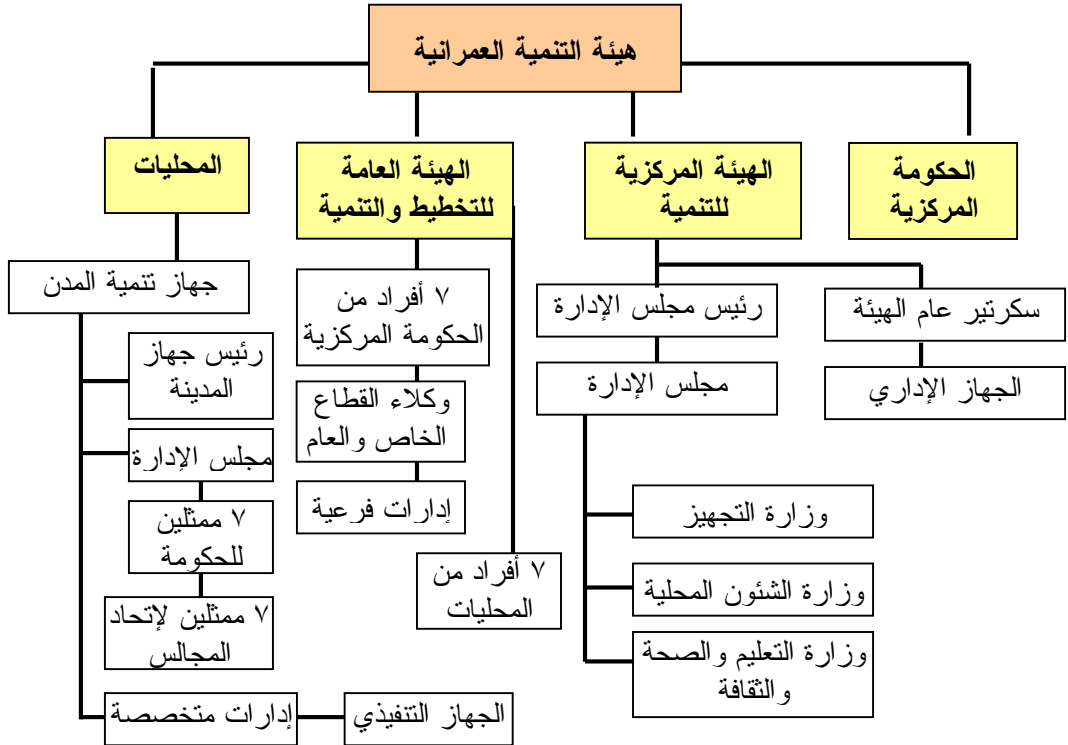 هيئة التنمية العمرانية
الحكومة
المركزية
الهيئة المركزية
للتنمية
الهيئة العامة
للتخطيط والتنمية
المحليات
سكرتير عام الهيئة
الجهاز الإداري
رئيس مجلس الإدارة
مجلس الإدارة
وزارة التجهيز
وزارة الشئون المحلية
وزارة التعليم والصحة
والثقافة
٧ أفراد من
الحكومة المركزية
وكلاء القطاع
الخاص والعام
إدارات فرعية
٧ أفراد من
المحليات
جهاز تنمية المدن
رئيس جهاز
المدينة
مجلس الإدارة
٧ ممثلين
للحكومة
٧ ممثلين لإتحاد
المجالس
إدارات متخصصة
الجهاز التنفيذي